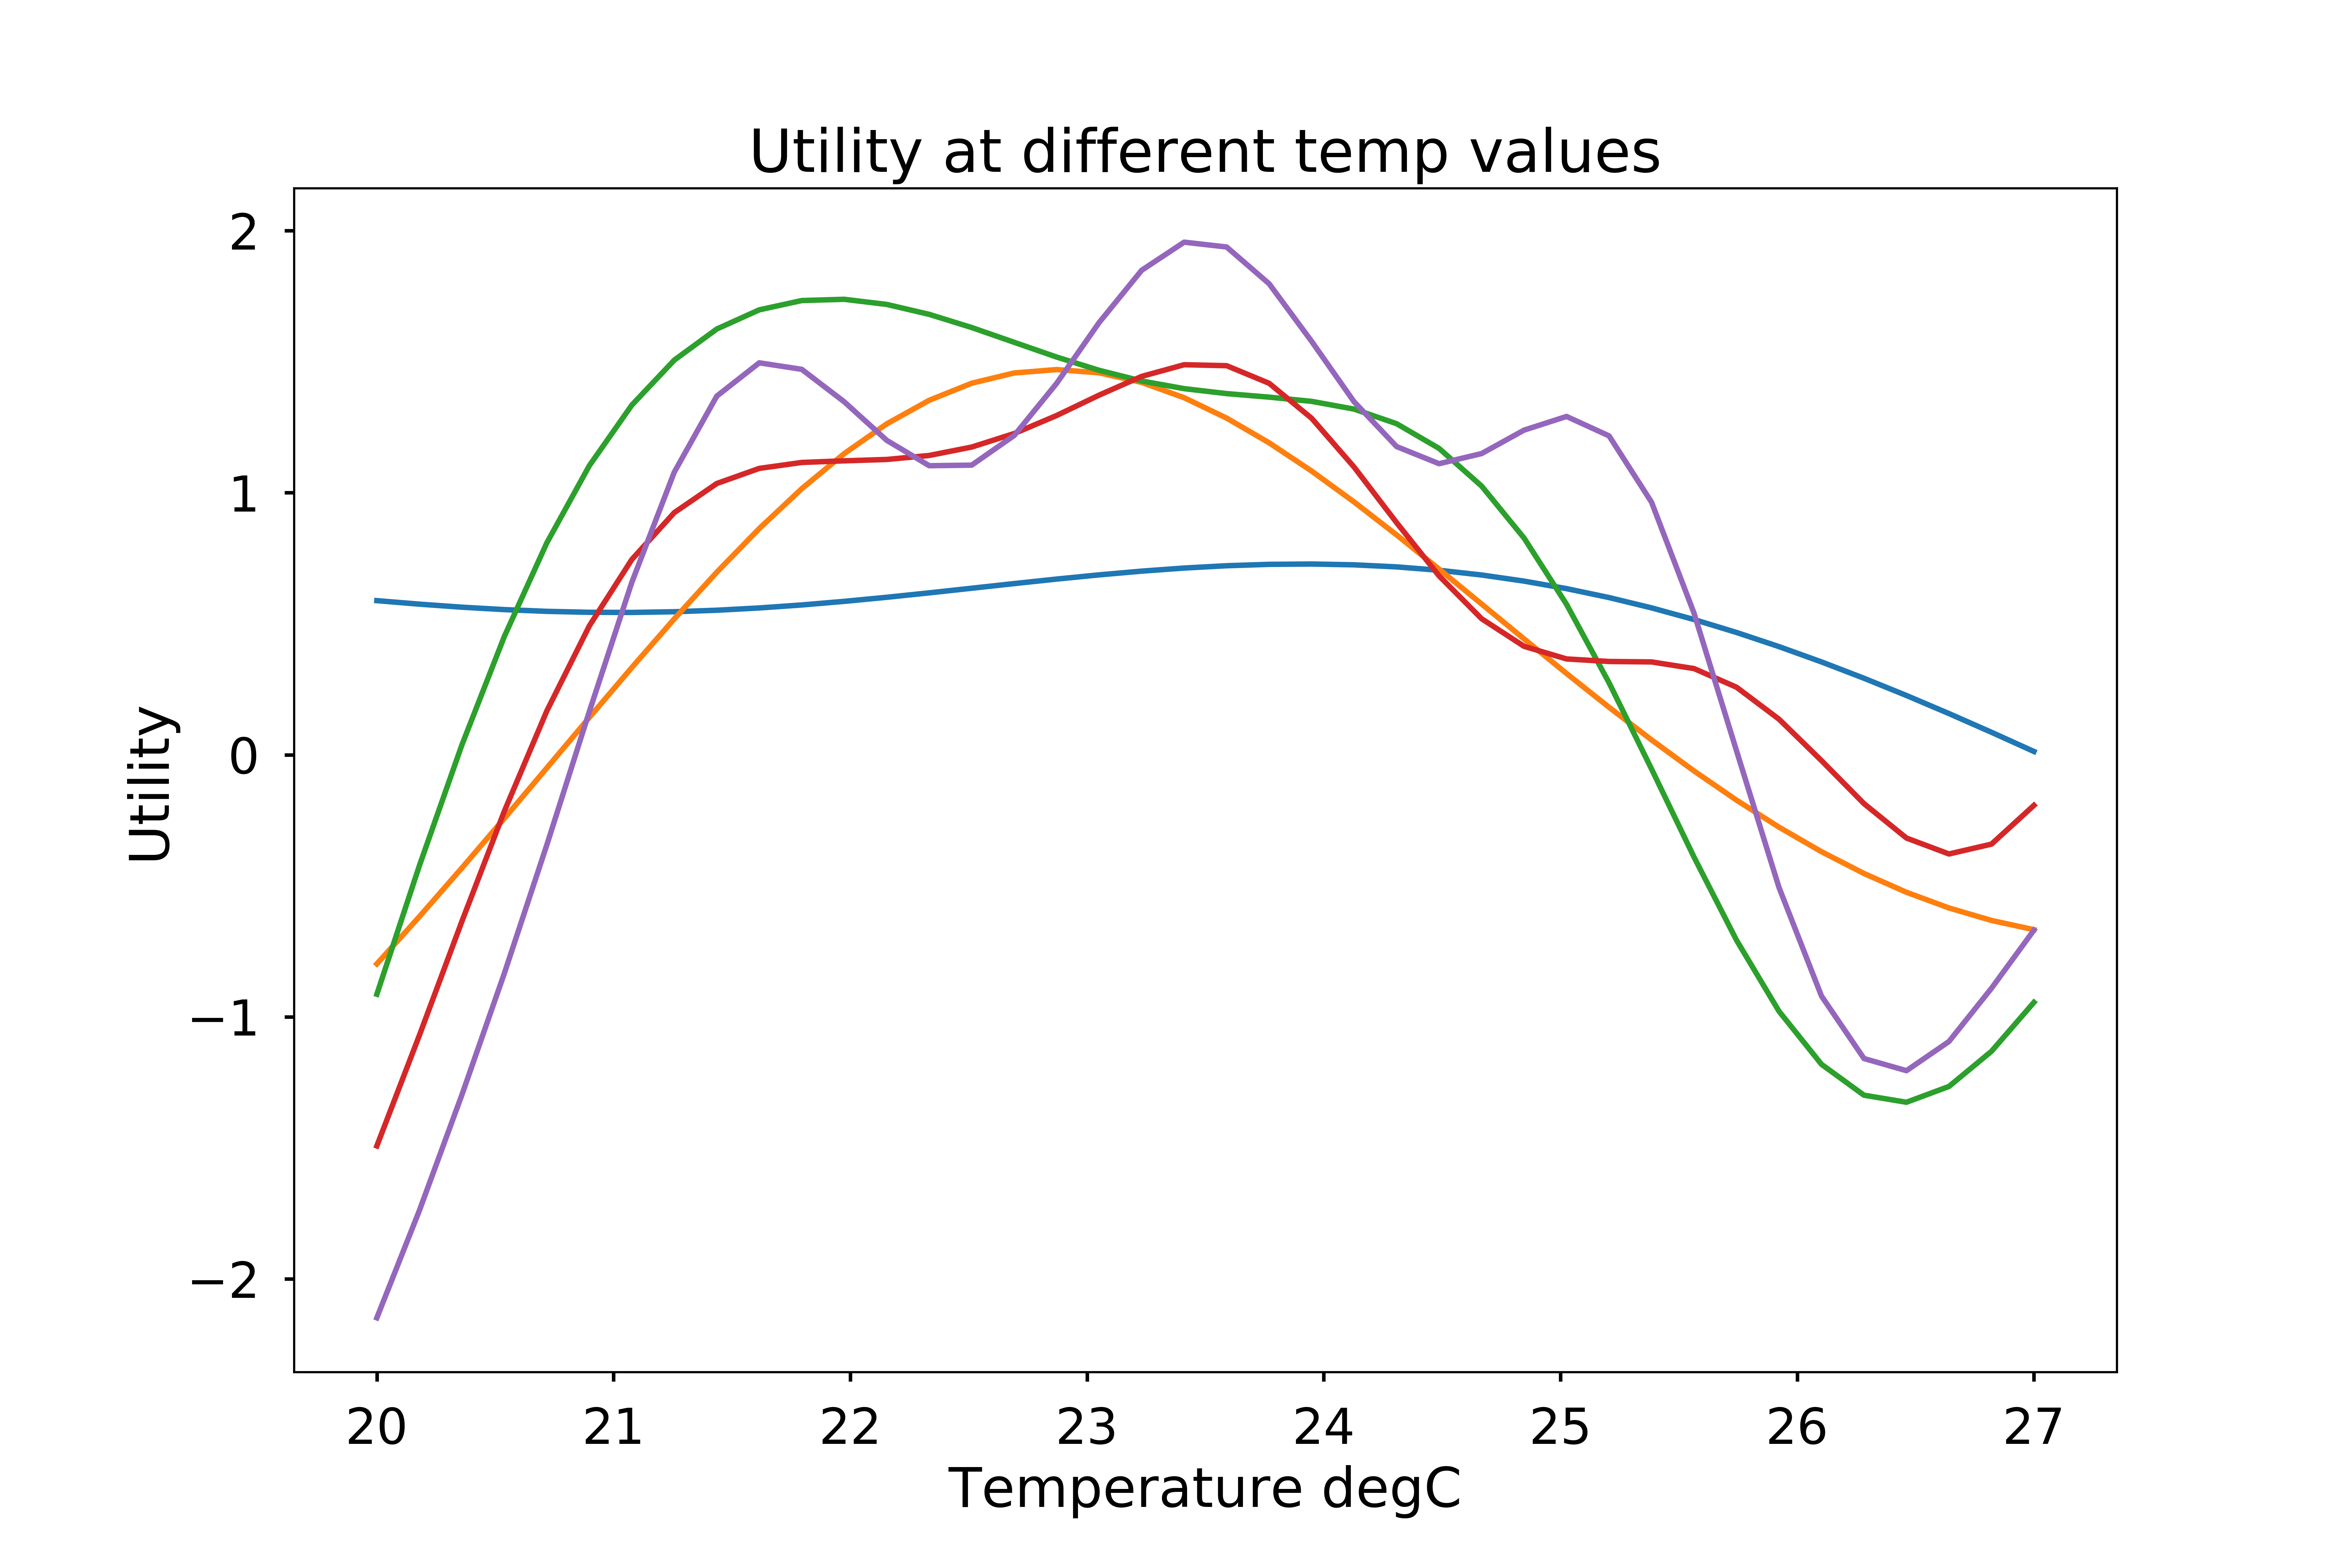 Utility at different temp values
2
1
0
−1
−2
Utility
20 21 22 23 24 25 26 27
Temperature degC